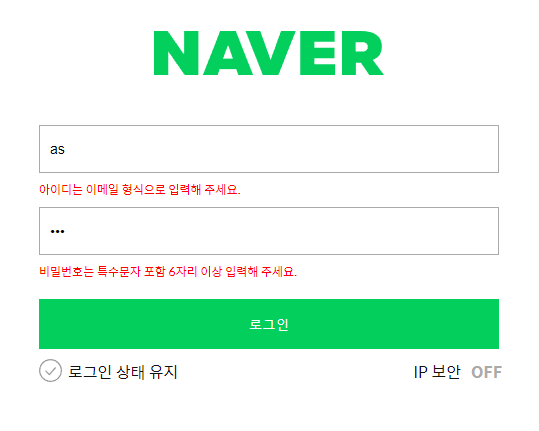 NAVER
as
•••
아이디는 이메일 형식으로 입력해 주세요.
비밀번호는 특수문자 포함 6자리 이상 입력해 주세요.
로그인
로그인 상태 유지
IP 보안 OFF